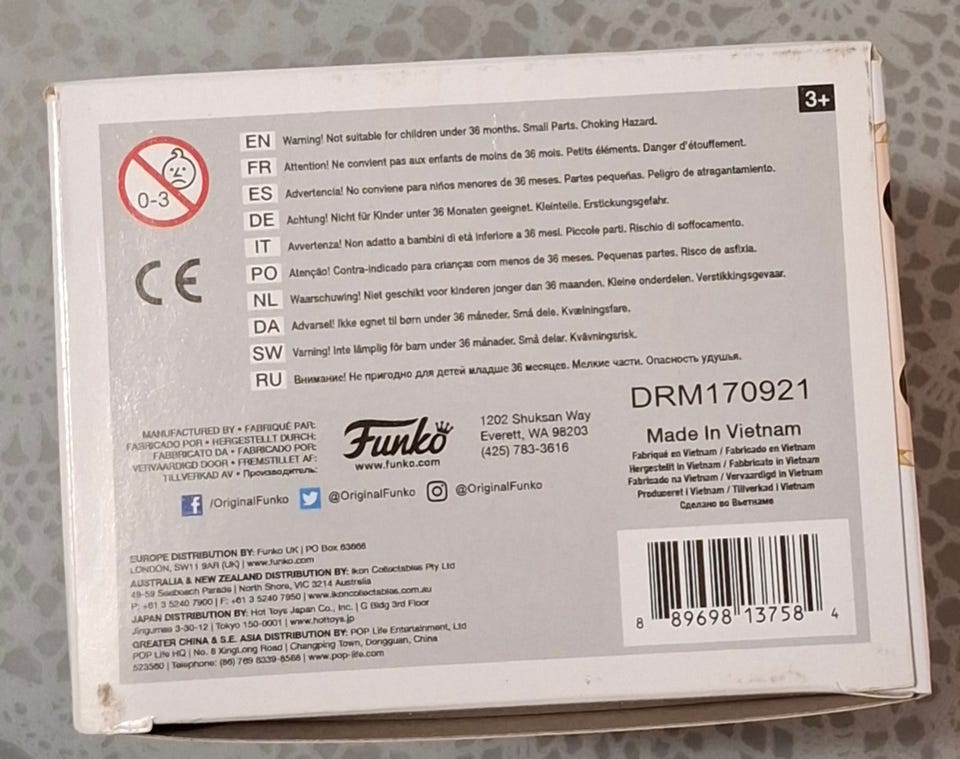 3+
0-3
CE
EN Warning! Not suitable for children under 36 months. Small Parts. Choking Hazard.
FR Attention! Ne convient pas aux enfants de moins de 36 mois. Petits éléments. Danger d'étouffement.
ES Advertencia! No conviene para niños menores de 36 meses. Partes pequeñas. Peligro de atragantamiento.
DE Achtung! Nicht für Kinder unter 36 Monaten geeignet. Kleinteile. Erstickungsgefahr.
IT Avvertenza! Non adatto a bambini di età inferiore a 36 mesi. Piccole parti. Rischio di soffocamento.
PO Atenção! Contra-indicado para crianças com menos de 36 meses. Pequenas partes. Risco de asfixia.
NL Waarschuwing! Niet geschikt voor kinderen jonger dan 36 maanden. Kleine onderdelen. Verstikkingsgevaar.
DA Advarsel! Ikke egnet til børn under 36 måneder. Små dele. Kvælningsfare.
SW Varning! Inte lämplig för barn under 36 månader. Små delar. Kvävningsrisk.
RU Внимание! Не пригодно для детей младше 36 месяцев. Мелкие части. Опасность удушья.
MANUFACTURED BY • FABRIQUÉ PAR:
FABRICADO POR • HERGESTELLT DURCH:
FABBRICATO DA • FABRICADO POR:
VERVAARDIGD DOOR • FREMSTILLET AF:
TILLVERKAD AV • Производитель:
Funko
www.funko.com
1202 Shuksan Way
Everett, WA 98203
(425) 783-3616
/OriginalFunko @OriginalFunko @OriginalFunko
DRM170921
Made In Vietnam
Fabriqué en Vietnam / Fabricado en Vietnam
Hergestellt in Vietnam / Fabbricato in Vietnam
Fabricado na Vietnam / Vervaardigd in Vietnam
Produceret i Vietnam / Tillverkad i Vietnam
Сделано во Вьетнаме
EUROPE DISTRIBUTION BY: Funko UK | PO Box 63666
LONDON, SW11 9AR (UK) | www.funko.com
AUSTRALIA & NEW ZEALAND DISTRIBUTION BY: Ikon Collectables Pty Ltd
49-59 Seabeach Parade | North Shore, VIC 3214 Australia
P: +61 3 5240 7900 | F: +61 3 5240 7950 | www.ikoncollectables.com.au
JAPAN DISTRIBUTION BY: Hot Toys Japan Co., Inc. | G Bldg 3rd Floor
Jingumae 3-30-12 | Tokyo 150-0001 | www.hottoys.jp
GREATER CHINA & S.E. ASIA DISTRIBUTION BY: POP Life Entertainment, Ltd
POP Life HQ | No. 8 XingLong Road | Changping Town, Dongguan, China
523560 | Telephone: (86) 769 8339-8568 | www.pop-life.com
8 89698 13758 4